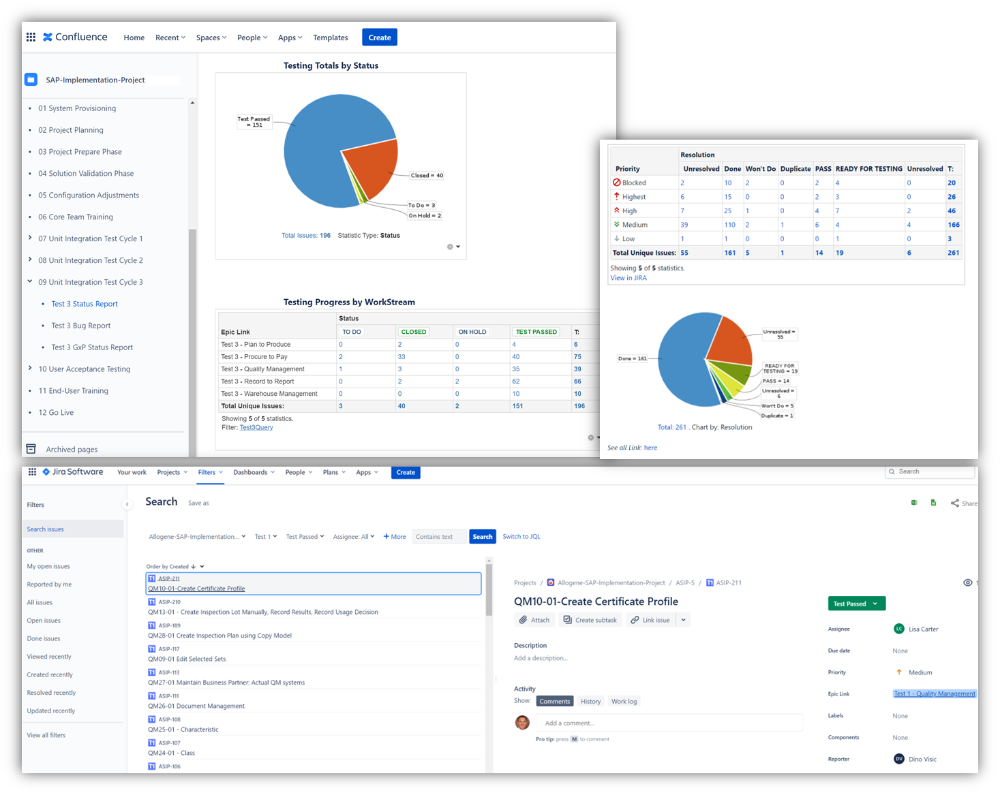 Confluence
Home
Recent
Spaces
People
Apps
Templates
Create
SAP-Implementation-Project
01 System Provisioning
02 Project Planning
03 Project Prepare Phase
04 Solution Validation Phase
05 Configuration Adjustments
06 Core Team Training
07 Unit Integration Test Cycle 1
08 Unit Integration Test Cycle 2
09 Unit Integration Test Cycle 3
Test 3 Status Report
Test 3 Bug Report
Test 3 GxP Status Report
10 User Acceptance Testing
11 End-User Training
12 Go Live
Archived pages
Testing Totals by Status
Test Passed
= 151
Closed = 40
To Do = 3
On Hold = 2
Total Issues: 196 Statistic Type: Status
Testing Progress by WorkStream
Status
Epic Link TO DO CLOSED ON HOLD TEST PASSED T:
Test 3 - Plan to Produce 0 2 0 4 6
Test 3 - Procure to Pay 2 33 0 40 75
Test 3 - Quality Management 1 3 0 35 39
Test 3 - Record to Report 0 2 2 62 66
Test 3 - Warehouse Management 0 0 0 10 10
Total Unique Issues: 3 40 2 151 196
Showing 5 of 5 statistics.
Filter: Test3Query
Resolution
Priority Unresolved Done Won't Do Duplicate PASS READY FOR TESTING Unresolved T:
Blocked 2 10 2 0 2 4 0 20
Highest 6 15 0 0 2 3 0 26
High 7 25 1 0 4 7 2 46
Medium 39 110 2 1 6 4 4 166
Low 1 1 0 0 0 1 0 3
Total Unique Issues: 55 161 5 1 14 19 6 261
Showing 5 of 5 statistics.
View in JIRA
Unresolved =
55
Done = 161
READY FOR
TESTING = 19
PASS = 14
Unresolved =
6
Won't Do = 5
Duplicate = 1
Total: 261 . Chart by: Resolution
See all Link: here
Jira Software
Your work
Projects
Filters
Dashboards
People
Plans
Apps
Create
Search
Filters
Search issues
OTHER
My open issues
Reported by me
All issues
Open issues
Done issues
Viewed recently
Created recently
Resolved recently
Updated recently
View all filters
Search Save as
Share
Allogene-SAP-Implementation... Test 1 Test Passed Assignee: All + More Contains text Search Switch to JQL
Order by Created
T1 ASIP-211
QM10-01-Create Certificate Profile
T1 ASIP-210
QM13-01 - Create Inspection Lot Manually, Record Results, Record Usage Decision
T1 ASIP-189
QM28-01 Create Inspection Plan using Copy Model
T1 ASIP-117
QM09-01 Edit Selected Sets
T1 ASIP-113
QM27-01 Maintain Business Partner: Actual QM systems
T1 ASIP-111
QM26-01 Document Management
T1 ASIP-108
QM25-01 - Characteristic
T1 ASIP-107
QM24-01 - Class
T1 ASIP-106
Projects / Allogene-SAP-Implementation-Project / ASIP-5 / T1 ASIP-211
1
QM10-01-Create Certificate Profile
Attach
Create subtask
Link issue
Description
Add a description...
Activity
Show: Comments History Work log
Add a comment...
Pro tip: press M to comment
Test Passed
Assignee LC Lisa Carter
Due date None
Priority Medium
Epic Link Test 1 - Quality Management
Labels None
Components None
Reporter DV Dino Visic